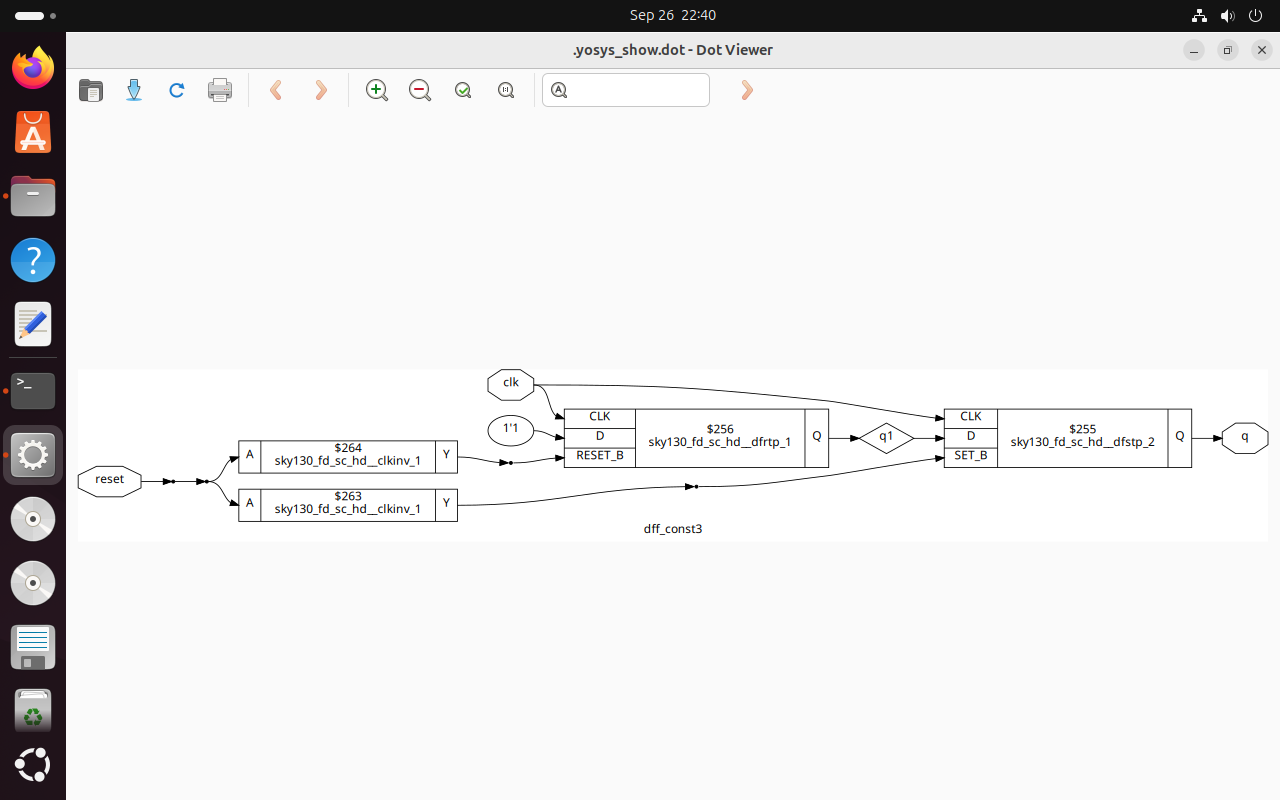 Sep 26 22:40
.yosys_show.dot - Dot Viewer
clk
1'1
CLK
D
RESET_B
$256
sky130_fd_sc_hd__dfrtp_1
Q
q1
CLK
D
SET_B
$255
sky130_fd_sc_hd__dfstp_2
Q
q
reset
A
$264
sky130_fd_sc_hd__clkinv_1
Y
A
$263
sky130_fd_sc_hd__clkinv_1
Y
dff_const3